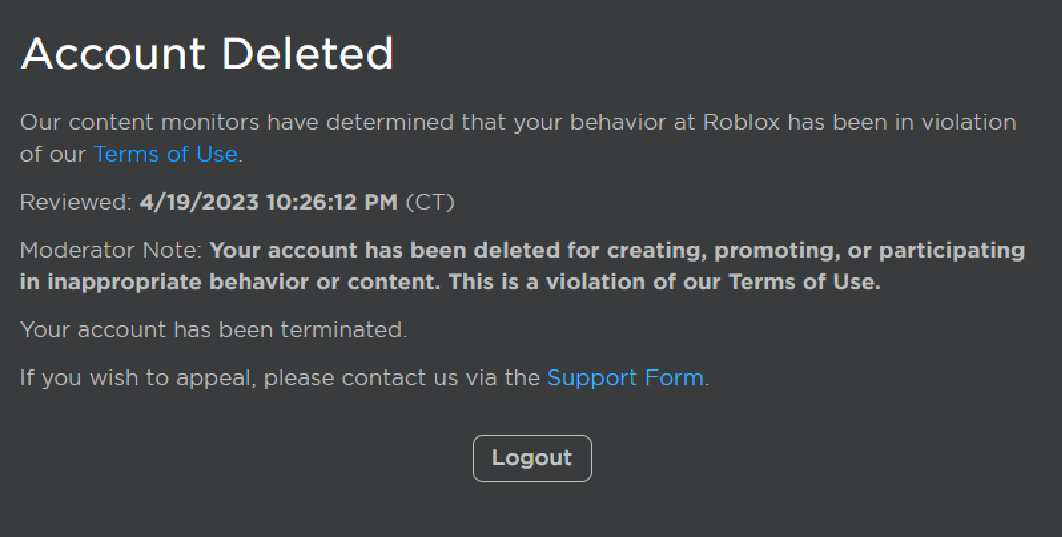 Account Deleted
Our content monitors have determined that your behavior at Roblox has been in violation
of our Terms of Use.
Reviewed: 4/19/2023 10:26:12 PM (CT)
Moderator Note: Your account has been deleted for creating, promoting, or participating
in inappropriate behavior or content. This is a violation of our Terms of Use.
Your account has been terminated.
If you wish to appeal, please contact us via the Support Form.
Logout